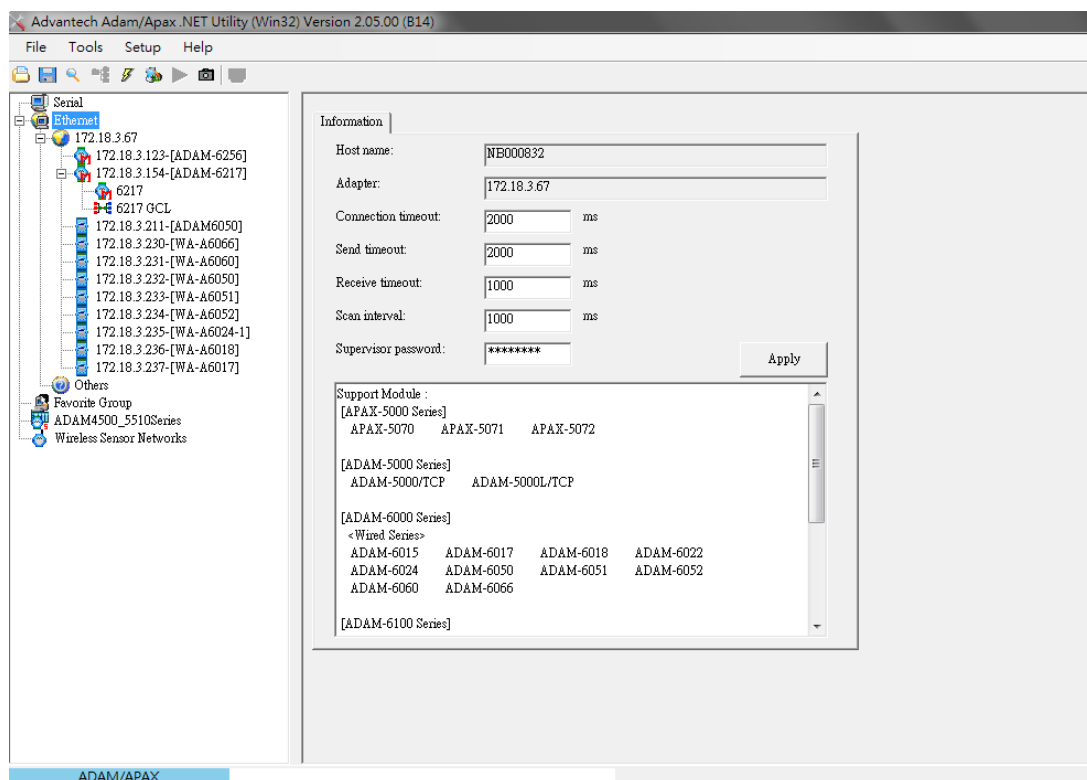 Advantech Adam/Apax .NET Utility (Win32) Version 2.05.00 (B14)
File Tools Setup Help
Serial
Ethernet
172.18.3.67
172.18.3.123-[ADAM-6256]
172.18.3.154-[ADAM-6217]
6217
6217 GCL
172.18.3.211-[ADAM6050]
172.18.3.230-[WA-A6066]
172.18.3.231-[WA-A6060]
172.18.3.232-[WA-A6050]
172.18.3.233-[WA-A6051]
172.18.3.234-[WA-A6052]
172.18.3.235-[WA-A6024-1]
172.18.3.236-[WA-A6018]
172.18.3.237-[WA-A6017]
Others
Favorite Group
ADAM4500_5510Series
Wireless Sensor Networks
Information
Host name: NB000832
Adapter: 172.18.3.67
Connection timeout: 2000 ms
Send timeout: 2000 ms
Receive timeout: 1000 ms
Scan interval: 1000 ms
Supervisor password: ********
Apply
Support Module :
[APAX-5000 Series]
APAX-5070 APAX-5071 APAX-5072
[ADAM-5000 Series]
ADAM-5000/TCP ADAM-5000L/TCP
[ADAM-6000 Series]
<Wired Series>
ADAM-6015 ADAM-6017 ADAM-6018 ADAM-6022
ADAM-6024 ADAM-6050 ADAM-6051 ADAM-6052
ADAM-6060 ADAM-6066
[ADAM-6100 Series]
ADAM/APAX